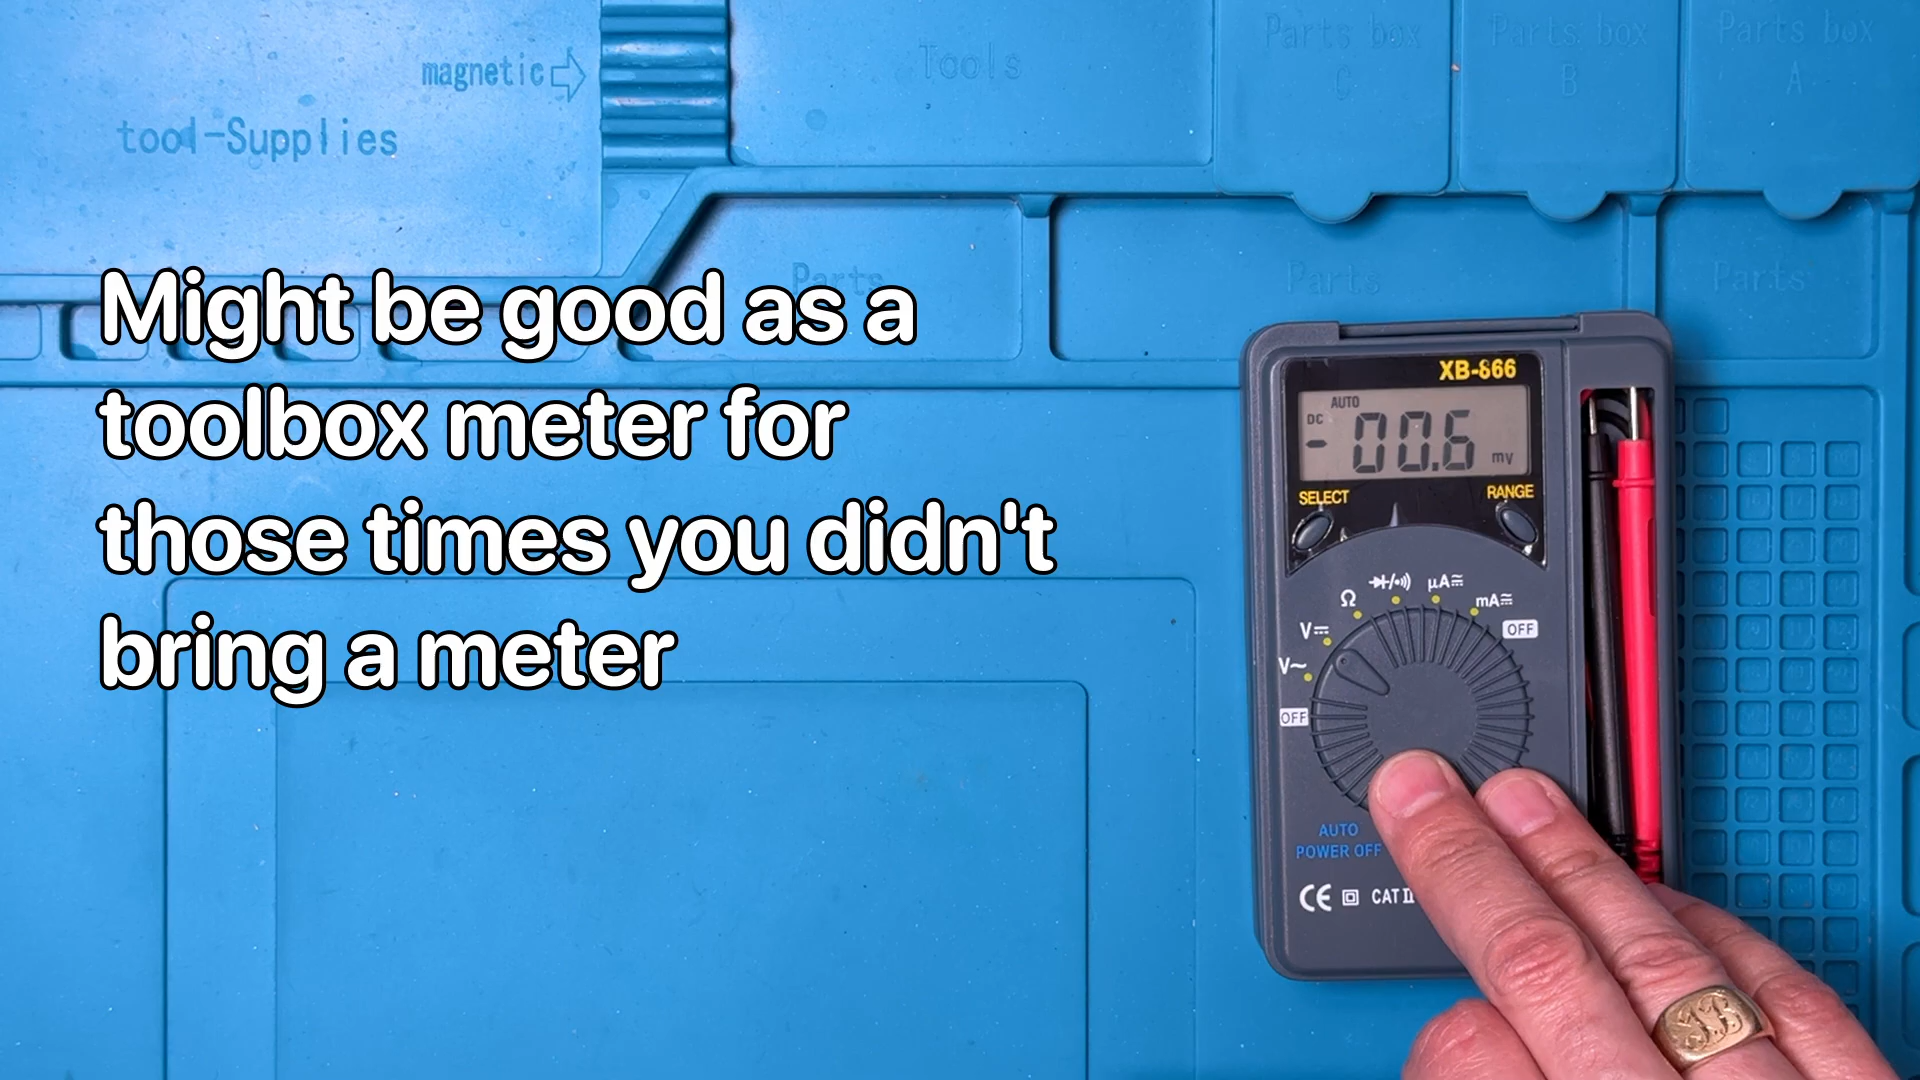 magnetic
tool-Supplies
Tools
Parts box
C
Parts box
B
Parts box
A
Parts
Parts
Parts
Might be good as a
toolbox meter for
those times you didn't
bring a meter
XB-866
AUTO
DC
-00.6 mV
SELECT RANGE
Ω
μA
mA
V
V~
OFF
OFF
AUTO
POWER OFF
CE CAT II